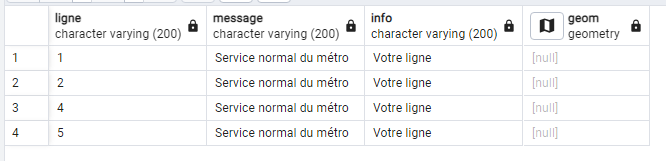 ligne message info geom
character varying (200) character varying (200) character varying (200) geometry
1 1 Service normal du métro Votre ligne [null]
2 2 Service normal du métro Votre ligne [null]
3 4 Service normal du métro Votre ligne [null]
4 5 Service normal du métro Votre ligne [null]